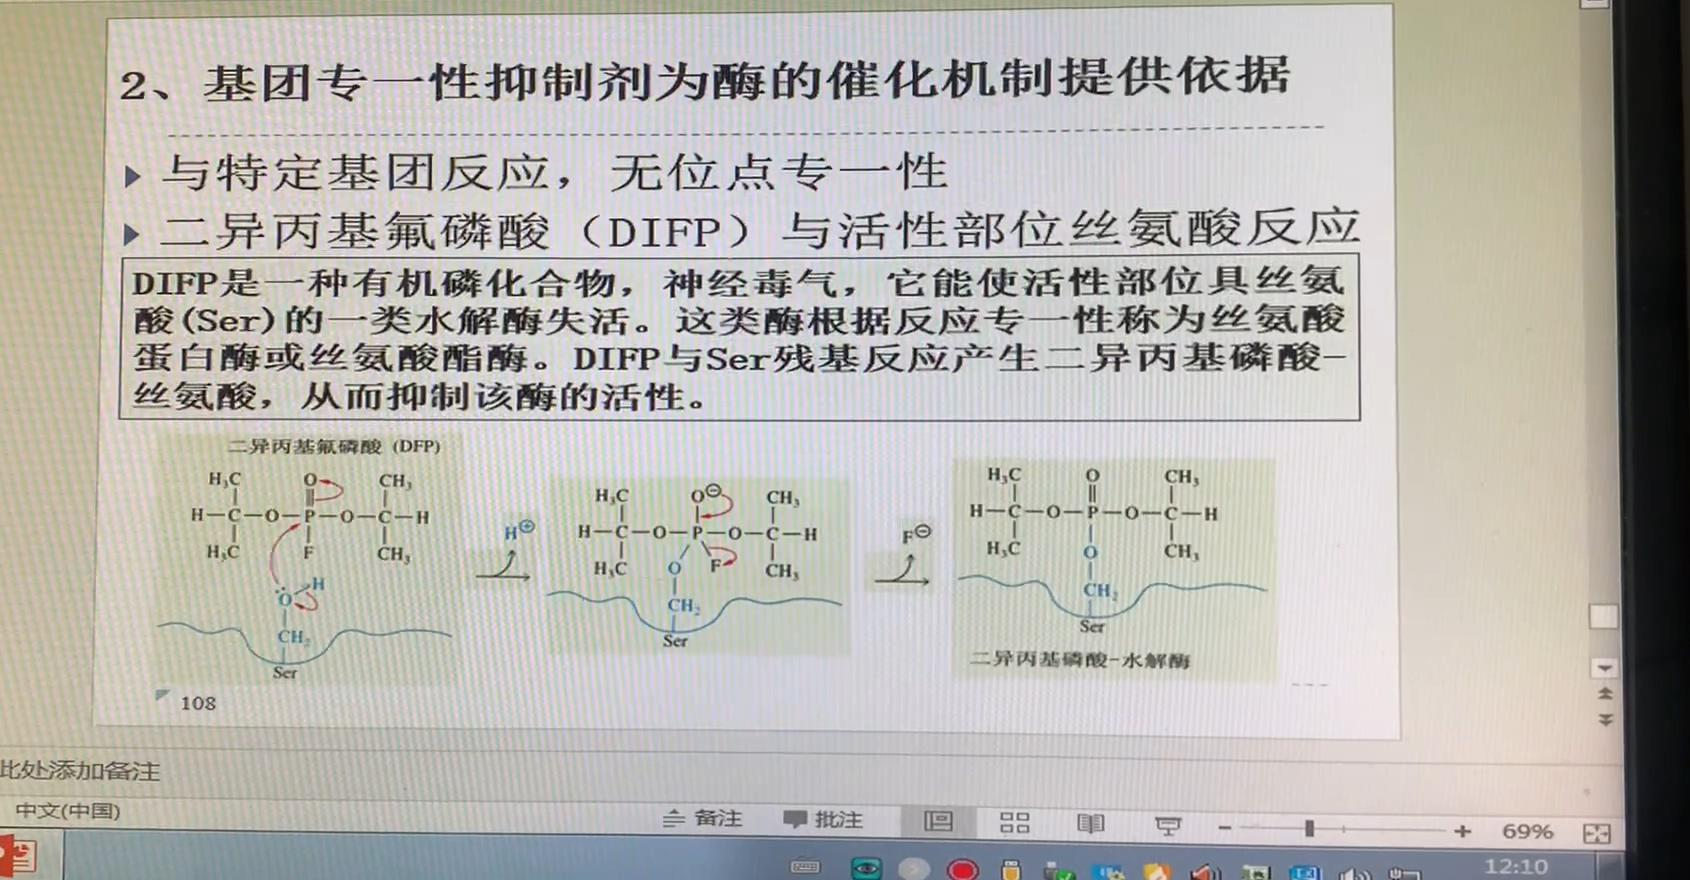 2、基团专一性抑制剂为酶的催化机制提供依据
与特定基团反应，无位点专一性
二异丙基氟磷酸（DIFP）与活性部位丝氨酸反应
DIFP是一种有机磷化合物，神经毒气，它能使活性部位具丝氨
酸(Ser)的一类水解酶失活。这类酶根据反应专一性称为丝氨酸
蛋白酶或丝氨酸酯酶。DIFP与Ser残基反应产生二异丙基磷酸-
丝氨酸，从而抑制该酶的活性。
二异丙基氟磷酸 (DFP)
H₃C O CH₃
H—C—O—P—O—C—H
H₃C F CH₃
O H
CH₂
Ser
H⊕
H₃C O⊖ CH₃
H—C—O—P—O—C—H
H₃C O F CH₃
CH₂
Ser
F⊖
H₃C O CH₃
H—C—O—P—O—C—H
H₃C O CH₃
CH₂
Ser
二异丙基磷酸-水解酶
108
此处添加备注
中文(中国)
备注
批注
69%
12:10